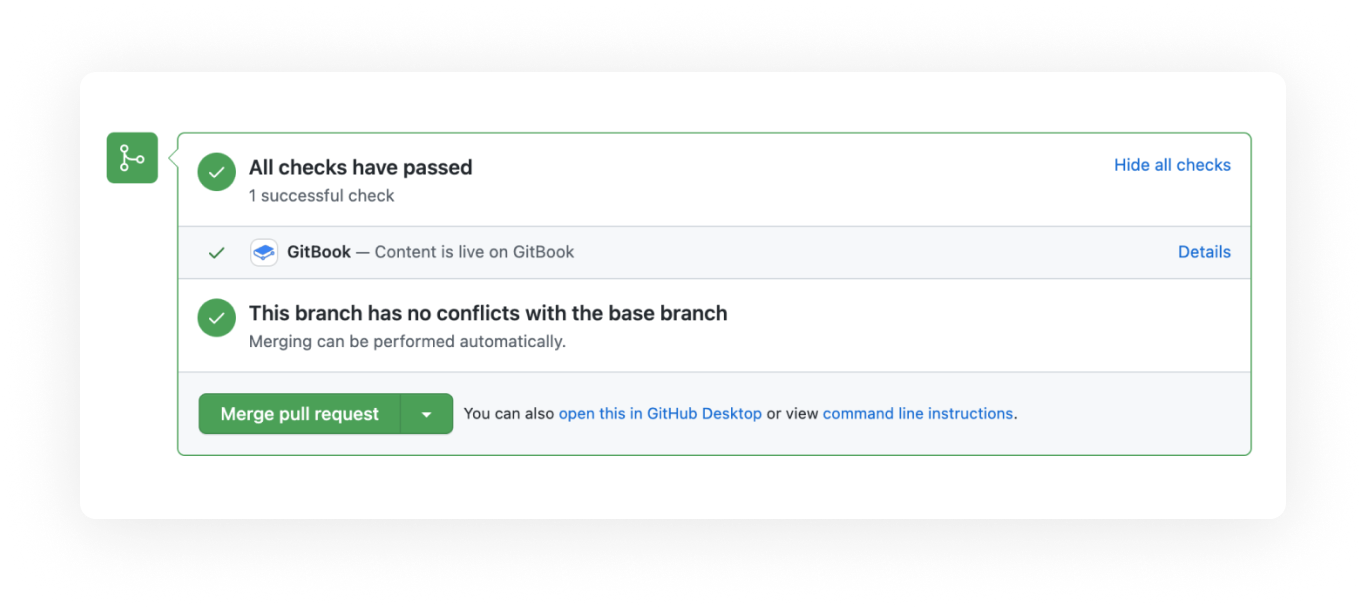 All checks have passed
Hide all checks
1 successful check
GitBook — Content is live on GitBook
Details
This branch has no conflicts with the base branch
Merging can be performed automatically.
Merge pull request
You can also open this in GitHub Desktop or view command line instructions.